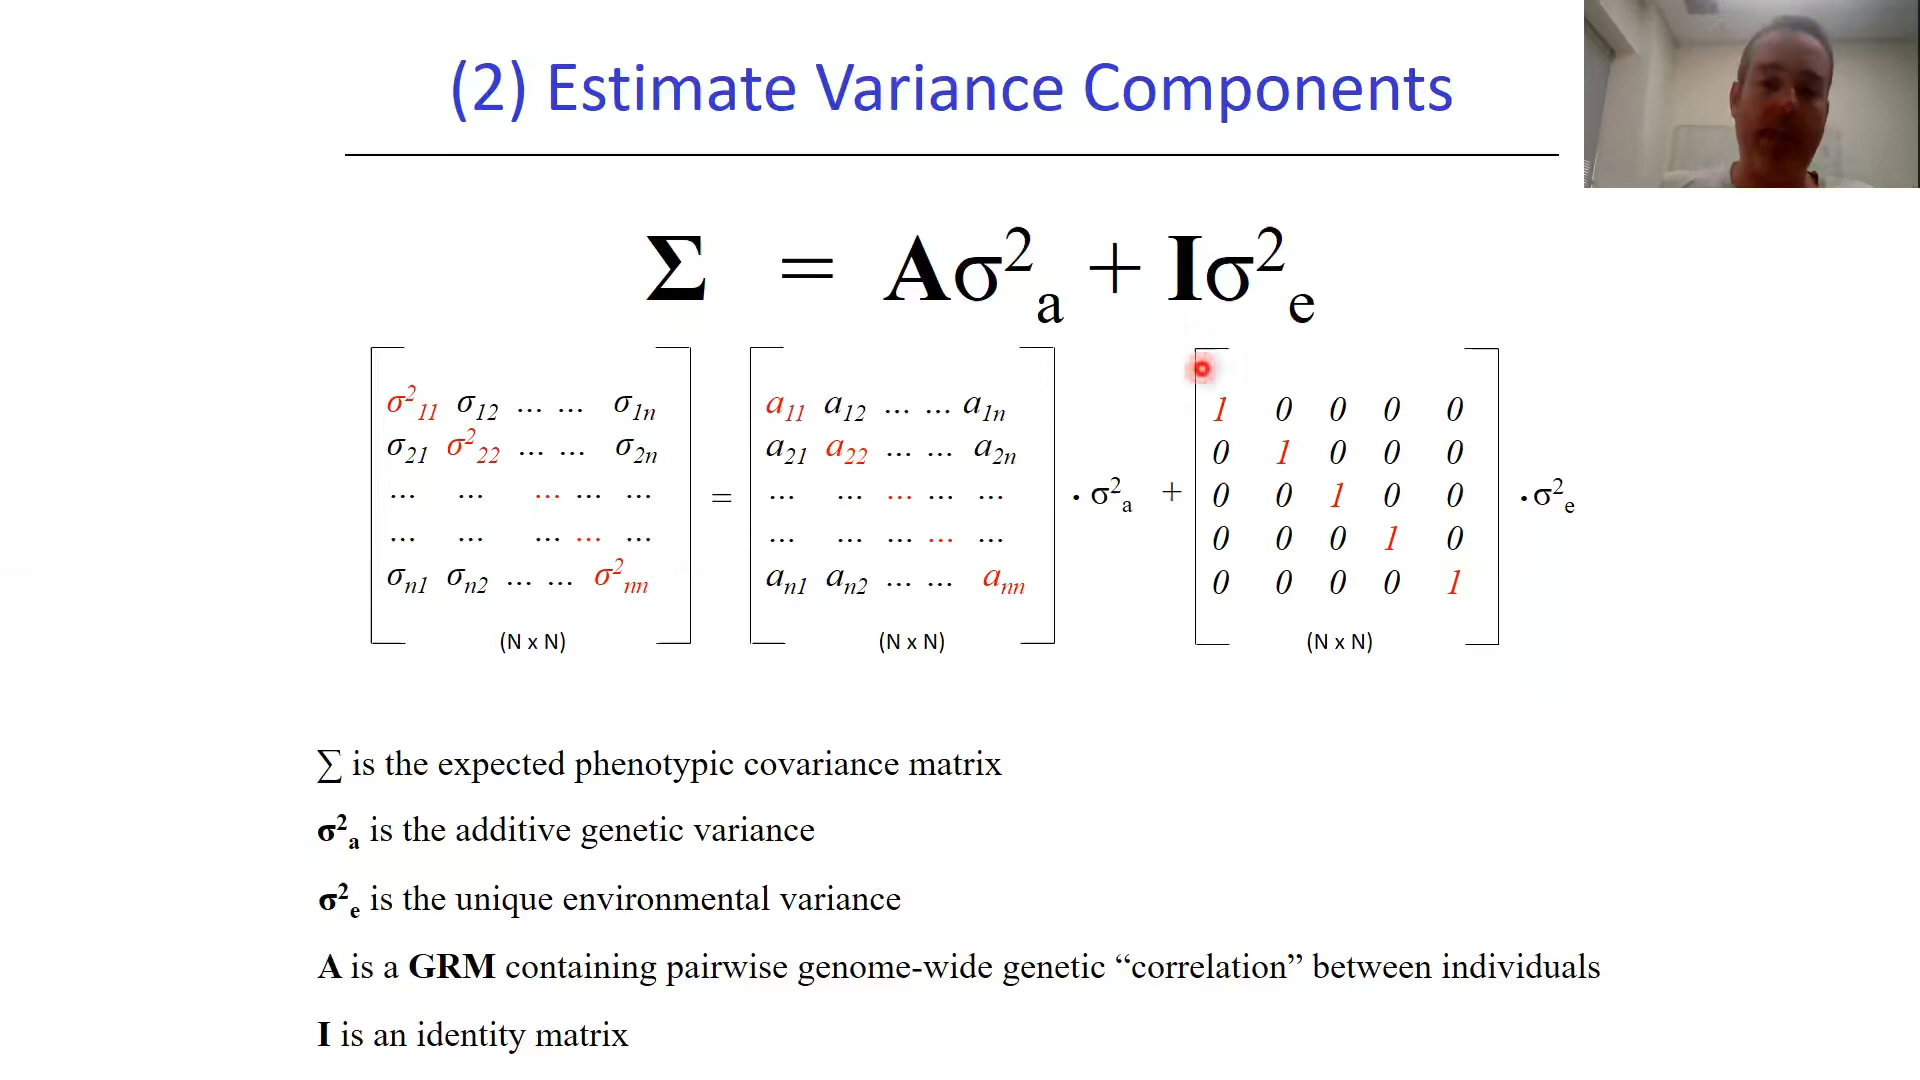 (2) Estimate Variance Components
Σ = Aσ²ₐ + Iσ²ₑ
σ²₁₁ σ₁₂ ... ... σ₁ₙ
σ₂₁ σ²₂₂ ... ... σ₂ₙ
... ... ... ... ...
... ... ... ... ...
σₙ₁ σₙ₂ ... ... σ²ₙₙ
(N x N)
=
a₁₁ a₁₂ ... ... a₁ₙ
a₂₁ a₂₂ ... ... a₂ₙ
... ... ... ... ...
... ... ... ... ...
aₙ₁ aₙ₂ ... ... aₙₙ
(N x N)
· σ²ₐ +
1 0 0 0 0
0 1 0 0 0
0 0 1 0 0
0 0 0 1 0
0 0 0 0 1
(N x N)
·σ²ₑ
∑ is the expected phenotypic covariance matrix
σ²ₐ is the additive genetic variance
σ²ₑ is the unique environmental variance
A is a GRM containing pairwise genome-wide genetic “correlation” between individuals
I is an identity matrix